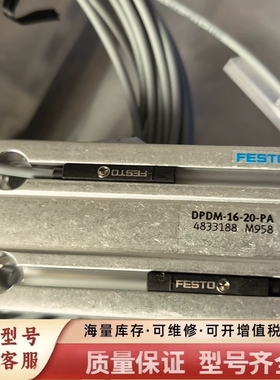 FESTO
FESTO
DPDM-16-20-PA
4833188 M958
FESTO
型号
海量库存·可维修·可开增值税
客服
质量保证 型号齐